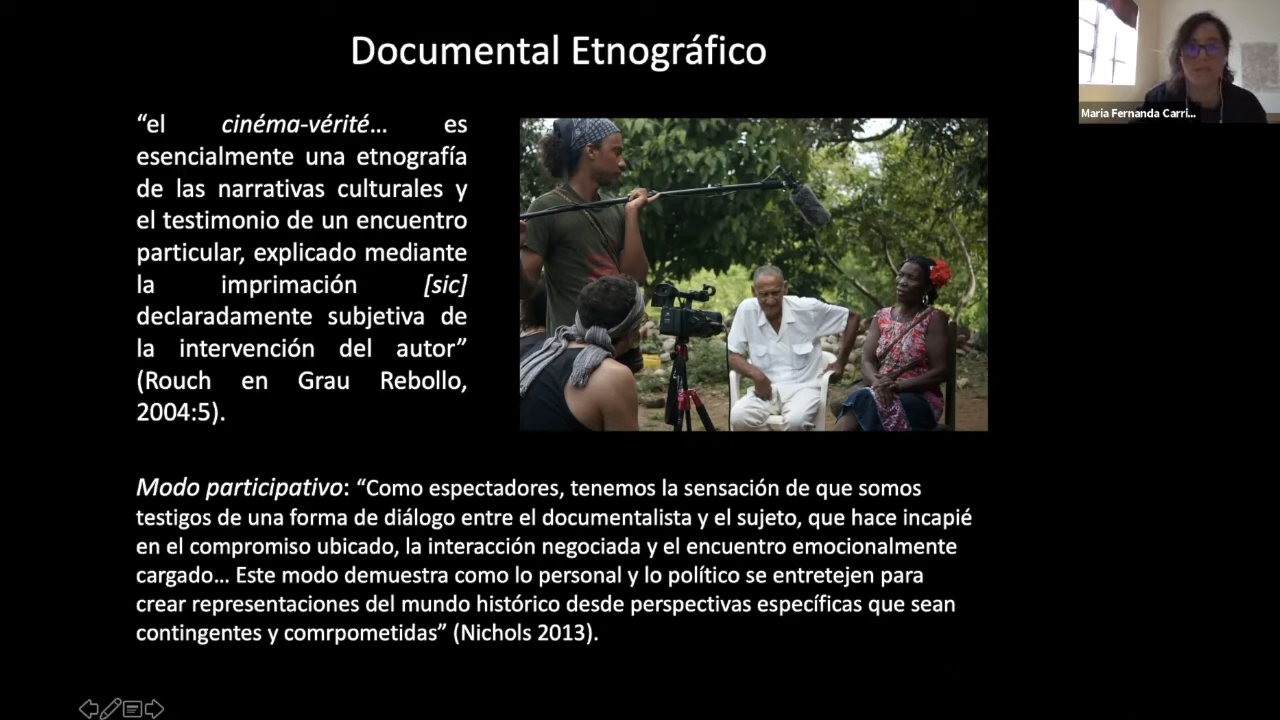 Documental Etnográfico
“el cinéma-vérité… es
esencialmente una etnografía
de las narrativas culturales y
el testimonio de un encuentro
particular, explicado mediante
la imprimación [sic]
declaradamente subjetiva de
la intervención del autor”
(Rouch en Grau Rebollo,
2004:5).
Modo participativo: “Como espectadores, tenemos la sensación de que somos
testigos de una forma de diálogo entre el documentalista y el sujeto, que hace incapié
en el compromiso ubicado, la interacción negociada y el encuentro emocionalmente
cargado… Este modo demuestra como lo personal y lo político se entretejen para
crear representaciones del mundo histórico desde perspectivas específicas que sean
contingentes y comrpometidas” (Nichols 2013).
Maria Fernanda Carri...